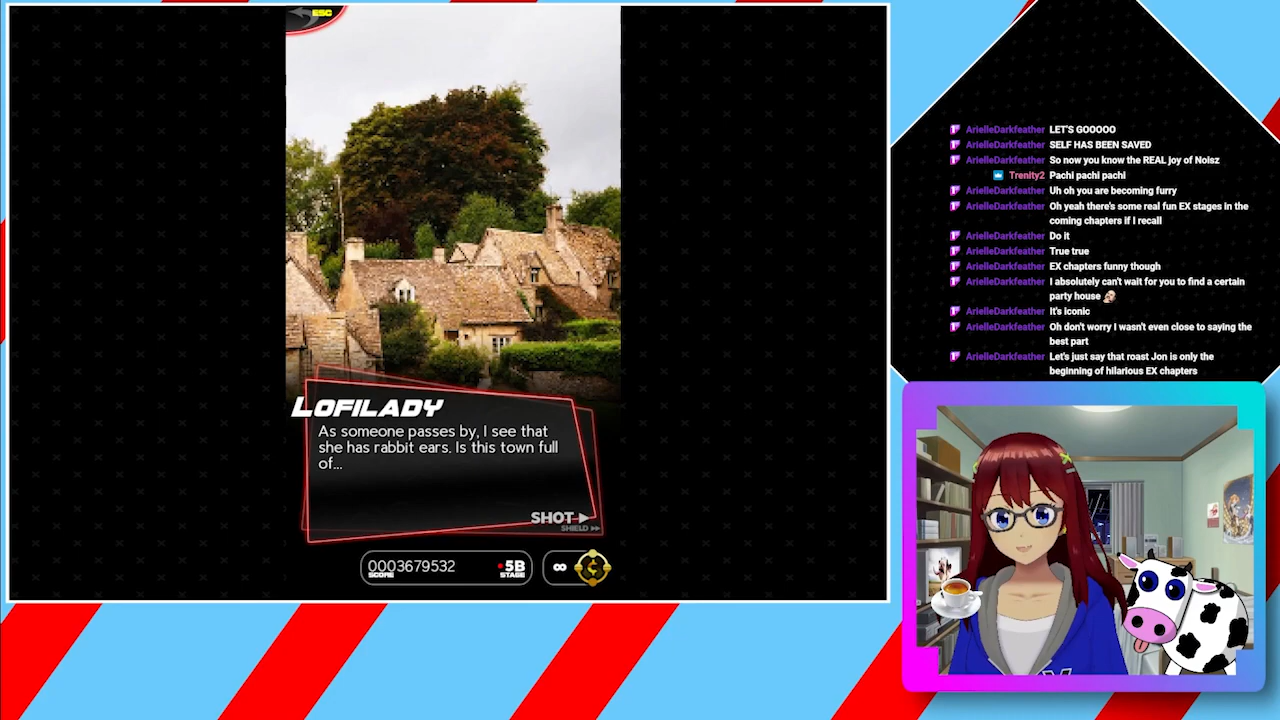 ESC
LOFILADY
As someone passes by, I see that
she has rabbit ears. Is this town full
of...
SHOT
SHIELD
0003679532
SCORE
5B
STAGE
∞
ArielleDarkfeather LET'S GOOOOO
ArielleDarkfeather SELF HAS BEEN SAVED
ArielleDarkfeather So now you know the REAL joy of Noisz
Trenity2 Pachi pachi pachi
ArielleDarkfeather Uh oh you are becoming furry
ArielleDarkfeather Oh yeah there's some real fun EX stages in the
coming chapters if I recall
ArielleDarkfeather Do it
ArielleDarkfeather True true
ArielleDarkfeather EX chapters funny though
ArielleDarkfeather I absolutely can't wait for you to find a certain
party house
ArielleDarkfeather It's iconic
ArielleDarkfeather Oh don't worry I wasn't even close to saying the
best part
ArielleDarkfeather Let's just say that roast Jon is only the
beginning of hilarious EX chapters